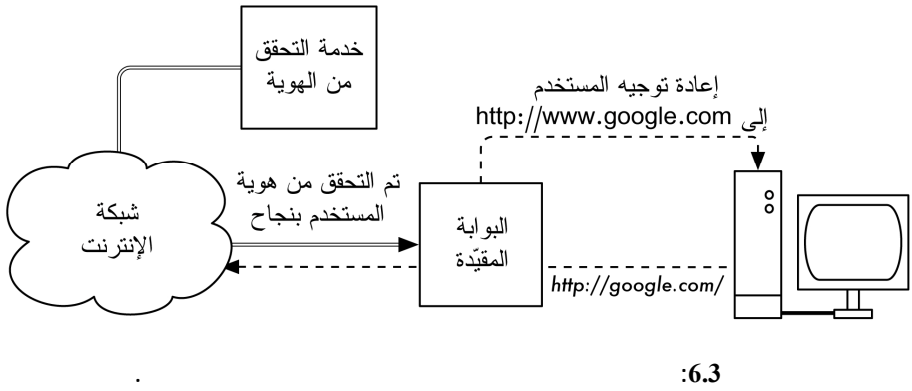 خدمة التحقق
من الهوية
إعادة توجيه المستخدم
إلى http://www.google.com
تم التحقق من هوية
المستخدم بنجاح
شبكة
الإنترنت
البوابة
المقيّدة
http://google.com/
6.3:
.